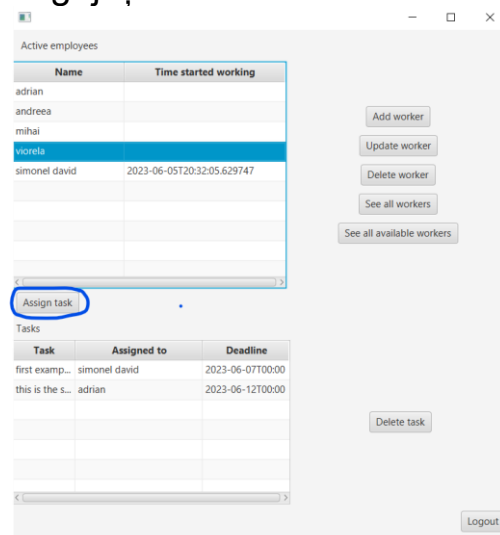 Active employees
Name Time started working
adrian
andreea
mihai
viorela
simonel david 2023-06-05T20:32:05.629747
Add worker
Update worker
Delete worker
See all workers
See all available workers
Assign task
Tasks
Task Assigned to Deadline
first examp... simonel david 2023-06-07T00:00
this is the s... adrian 2023-06-12T00:00
Delete task
Logout